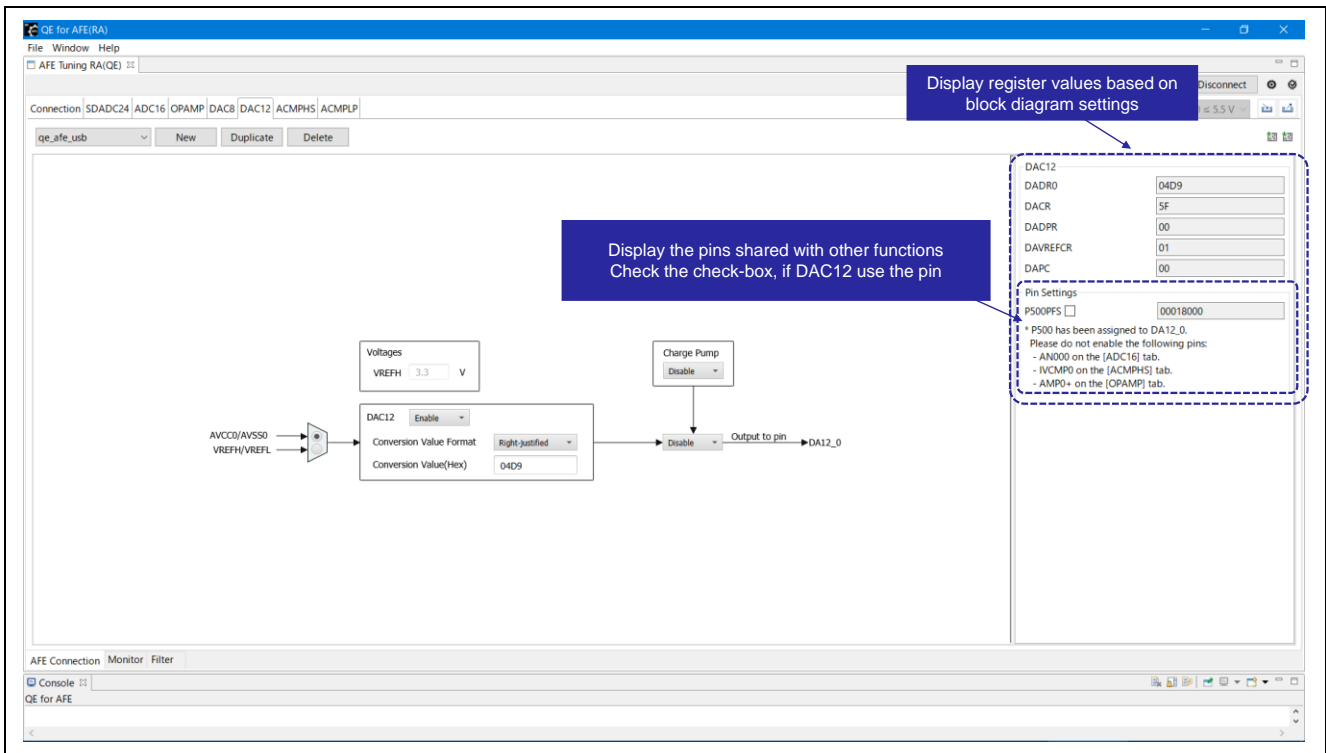 QE for AFE(RA)
File Window Help
AFE Tuning RA(QE)
Disconnect
Connection SDADC24 ADC16 OPAMP DAC8 DAC12 ACMPHS ACMPLP
≤ 5.5 V
qe_afe_usb New Duplicate Delete
Display register values based on
block diagram settings
DAC12
DADR0 04D9
DACR 5F
DADPR 00
DAVREFCR 01
DAPC 00
Display the pins shared with other functions
Check the check-box, if DAC12 use the pin
Pin Settings
P500PFS 00018000
* P500 has been assigned to DA12_0.
Please do not enable the following pins:
- AN000 on the [ADC16] tab.
- IVCMP0 on the [ACMPHS] tab.
- AMP0+ on the [OPAMP] tab.
Voltages
VREFH 3.3 V
Charge Pump
Disable
DAC12 Enable
AVCC0/AVSS0
VREFH/VREFL
Conversion Value Format Right-justified
Conversion Value(Hex) 04D9
Disable
Output to pin
DA12_0
AFE Connection Monitor Filter
Console
QE for AFE